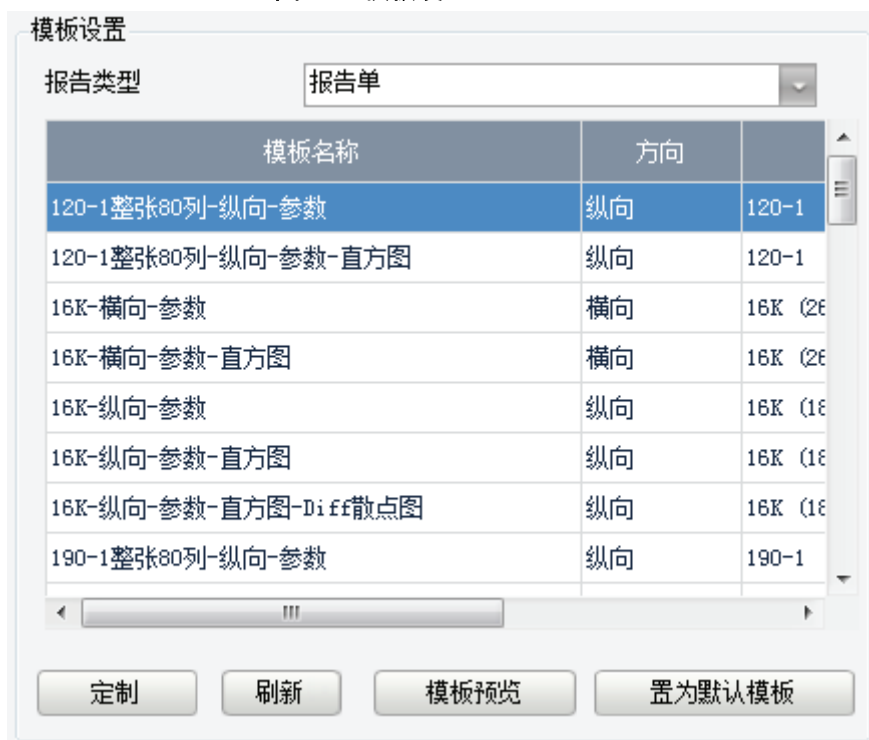 模板设置
报告类型 报告单
模板名称 方向
120-1整张80列-纵向-参数 纵向 120-1
120-1整张80列-纵向-参数-直方图 纵向 120-1
16K-横向-参数 横向 16K (26
16K-横向-参数-直方图 横向 16K (26
16K-纵向-参数 纵向 16K (18
16K-纵向-参数-直方图 纵向 16K (18
16K-纵向-参数-直方图-Diff散点图 纵向 16K (18
190-1整张80列-纵向-参数 纵向 190-1
定制 刷新 模板预览 置为默认模板